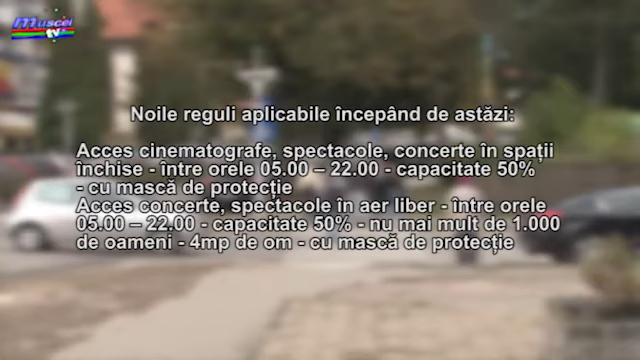 Muscel
tv
Noile reguli aplicabile începând de astăzi:
Acces cinematografe, spectacole, concerte în spații
închise - între orele 05.00 – 22.00 - capacitate 50%
- cu mască de protecție
Acces concerte, spectacole în aer liber - între orele
05.00 – 22.00 - capacitate 50% - nu mai mult de 1.000
de oameni - 4mp de om - cu mască de protecție